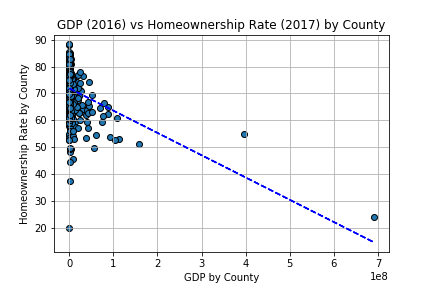 GDP (2016) vs Homeownership Rate (2017) by County
Homeownership Rate by County
90
80
70
60
50
40
30
20
0 1 2 3 4 5 6 7
1e8
GDP by County